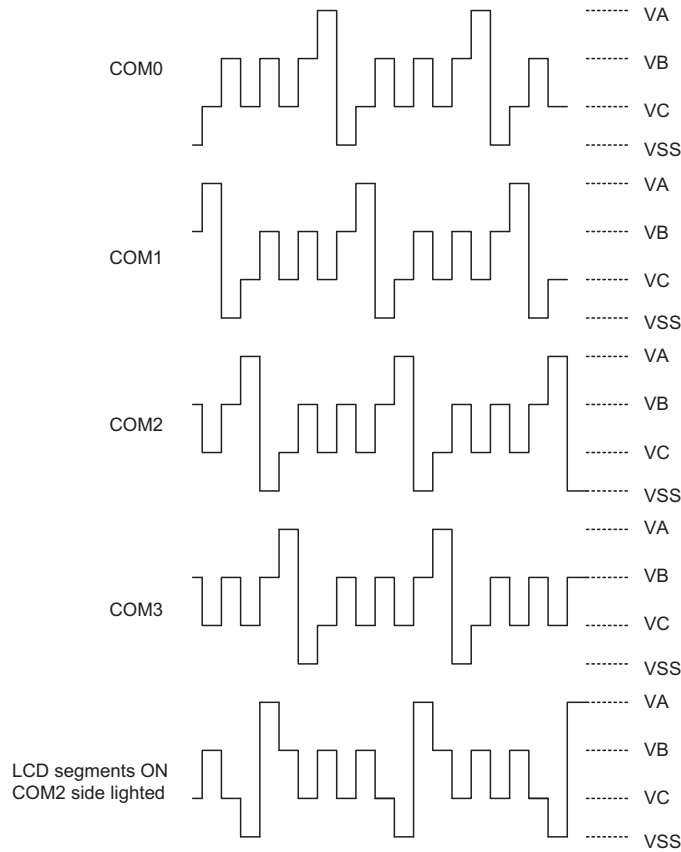 VA
COM0
VB
VC
VSS
VA
COM1
VB
VC
VSS
VA
COM2
VB
VC
VSS
VA
COM3
VB
VC
VSS
VA
VB
LCD segments ON
COM2 side lighted
VC
VSS